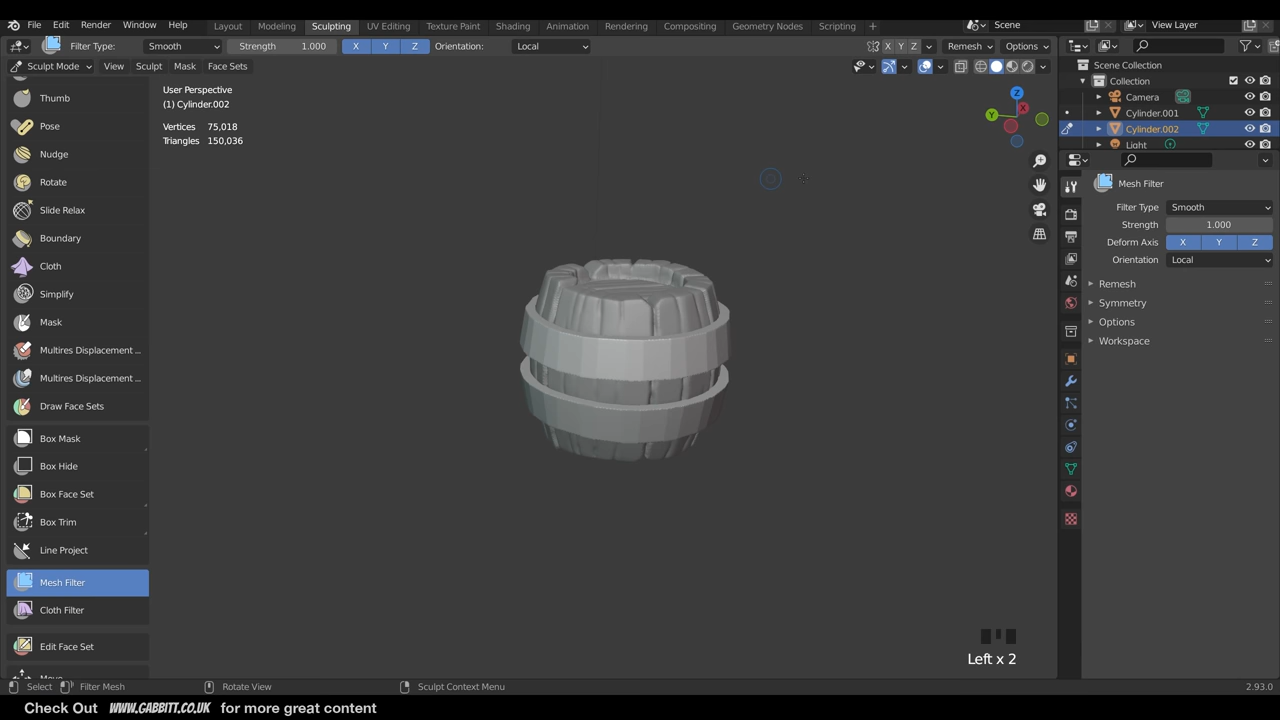 File Edit Render Window Help Layout Modeling Sculpting UV Editing Texture Paint Shading Animation Rendering Compositing Geometry Nodes Scripting + Scene View Layer
Filter Type: Smooth Strength 1.000 X Y Z Orientation: Local X Y Z Remesh Options
Sculpt Mode View Sculpt Mask Face Sets
Thumb
Pose
Nudge
Rotate
Slide Relax
Boundary
Cloth
Simplify
Mask
Multires Displacement ...
Multires Displacement ...
Draw Face Sets
Box Mask
Box Hide
Box Face Set
Box Trim
Line Project
Mesh Filter
Cloth Filter
Edit Face Set
User Perspective
(1) Cylinder.002
Vertices 75,018
Triangles 150,036
Z
X
Y
Left x 2
Scene Collection
Collection
Camera
Cylinder.001
Cylinder.002
Light
Mesh Filter
Filter Type Smooth
Strength 1.000
Deform Axis X Y Z
Orientation Local
Remesh
Symmetry
Options
Workspace
Select Filter Mesh Rotate View Sculpt Context Menu 2.93.0
Check Out WWW.GABBITT.CO.UK for more great content